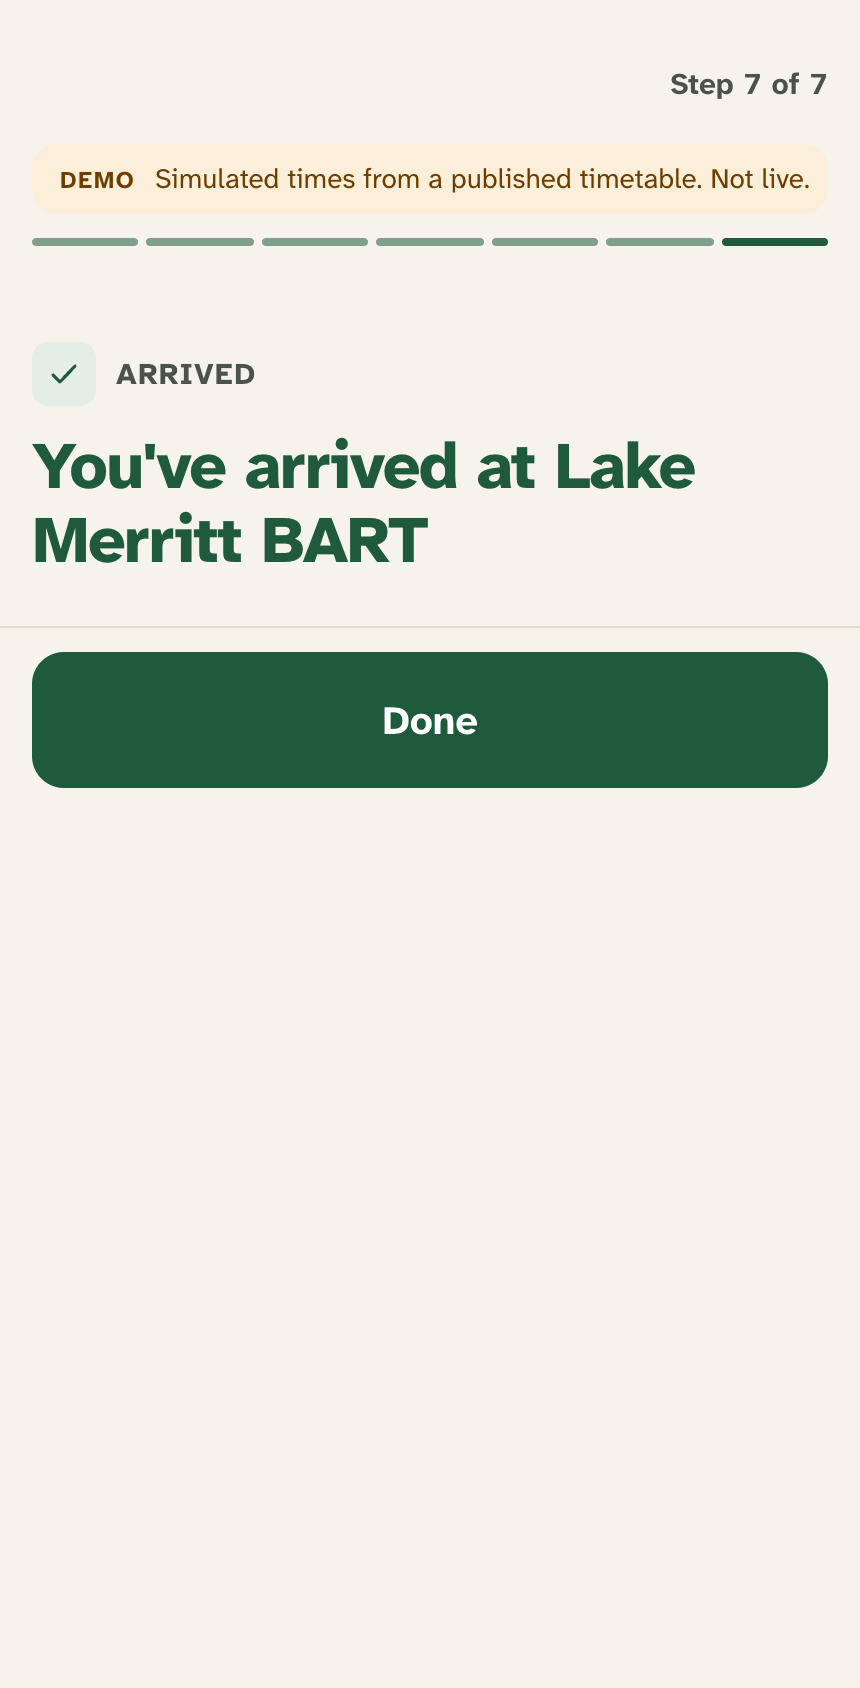 Step 7 of 7
DEMO Simulated times from a published timetable. Not live.
ARRIVED
You've arrived at Lake
Merritt BART
Done